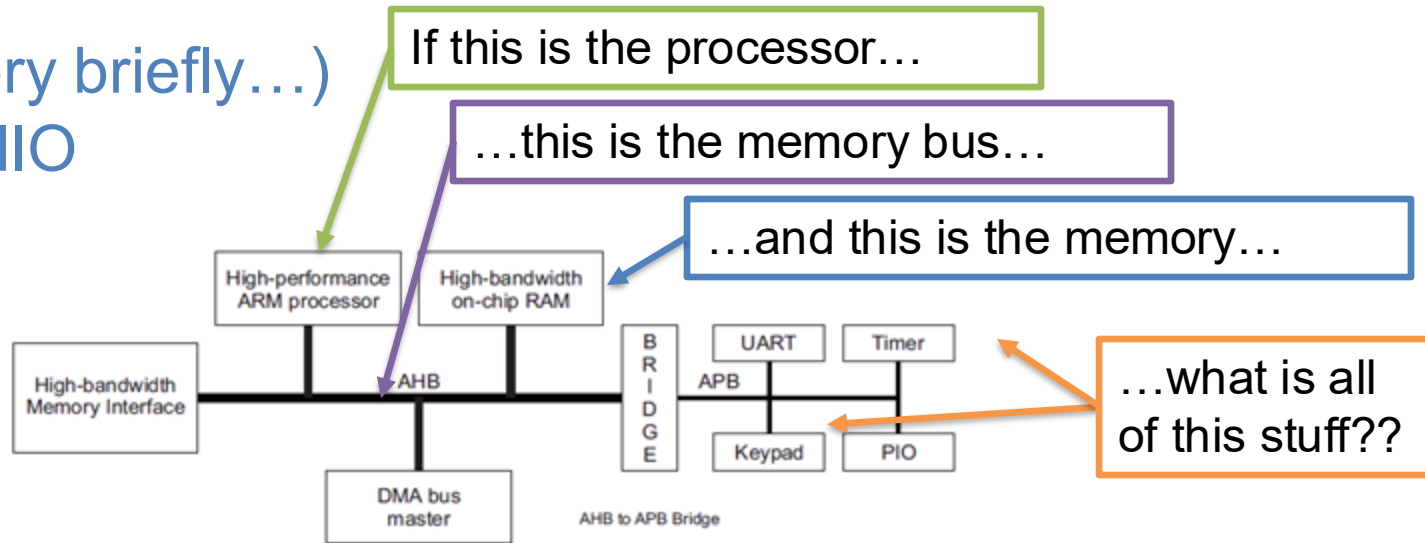 ery briefly…)
IIO
If this is the processor…
…this is the memory bus…
…and this is the memory…
…what is all
of this stuff??
High-performance
ARM processor
High-bandwidth
on-chip RAM
High-bandwidth
Memory Interface
AHB
BRIDGE
APB
UART
Timer
Keypad
PIO
DMA bus
master
AHB to APB Bridge